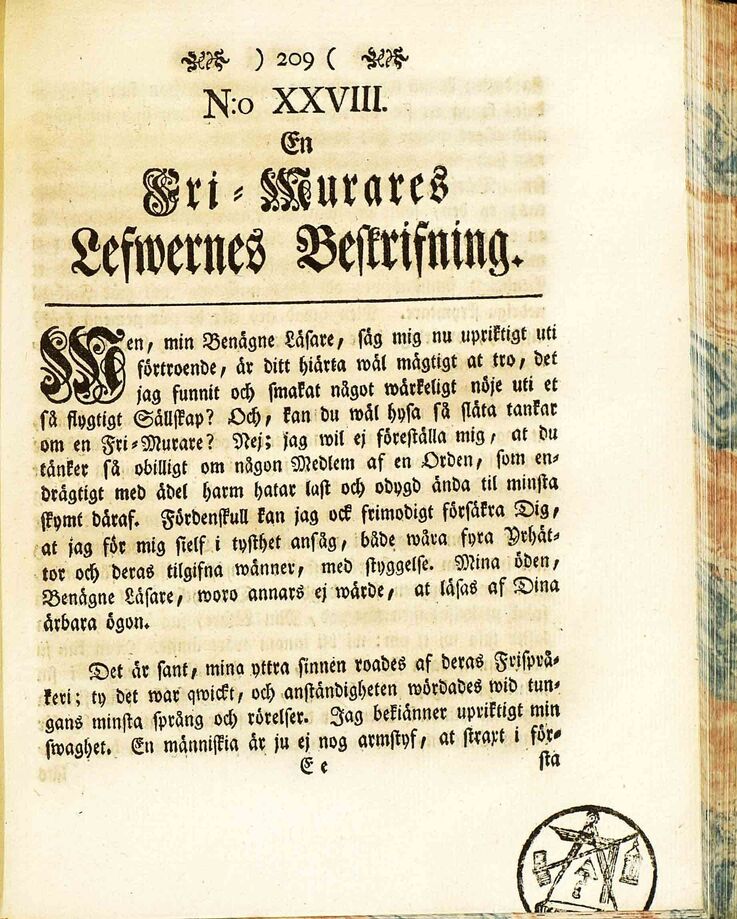 ) 209 (
N:o XXVIII.
En
Fri-Murares
Lefwernes Beskrifning.
Men, min Benägne Läsare, säg mig nu upriktigt uti
förtroende, är ditt hiärta wäl mägtigt at tro, det
jag funnit och smakat något wärkeligt nöje uti et
så flygtigt Sällskap? Och, kan du wäl hysa så släta tankar
om en Fri-Murare? Nej; jag wil ej föreställa mig, at du
tänker så obilligt om någon Medlem af en Orden, som en-
drägtigt med ädel harm hatar last och odygd ända til minsta
skymt däraf. Fördenskull kan jag ock frimodigt försäkra Dig,
at jag för mig sielf i tysthet ansåg, både wåra fyra Yrhät-
tor och deras tilgifna wänner, med styggelse. Mina öden,
Benägne Läsare, woro annars ej wärde, at läsas af Dina
ärbara ögon.
Det är sant, mina yttra sinnen roades af deras Frisprå-
keri; ty det war qwickt, och anständigheten wördades wid tun-
gans minsta språng och rörelser. Jag bekiänner upriktigt min
swaghet. En människia är ju ej nog armstyf, at straxt i för-
E e
sta